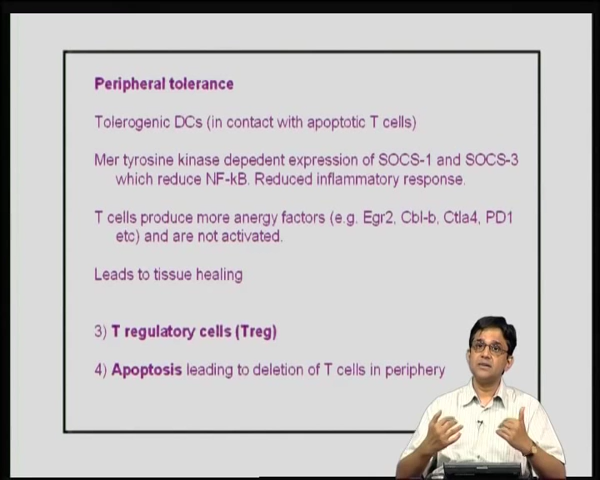 Peripheral tolerance
Tolerogenic DCs (in contact with apoptotic T cells)
Mer tyrosine kinase depedent expression of SOCS-1 and SOCS-3
which reduce NF-kB. Reduced inflammatory response.
T cells produce more anergy factors (e.g. Egr2, Cbl-b, Ctla4, PD1
etc) and are not activated.
Leads to tissue healing
3) T regulatory cells (Treg)
4) Apoptosis leading to deletion of T cells in periphery